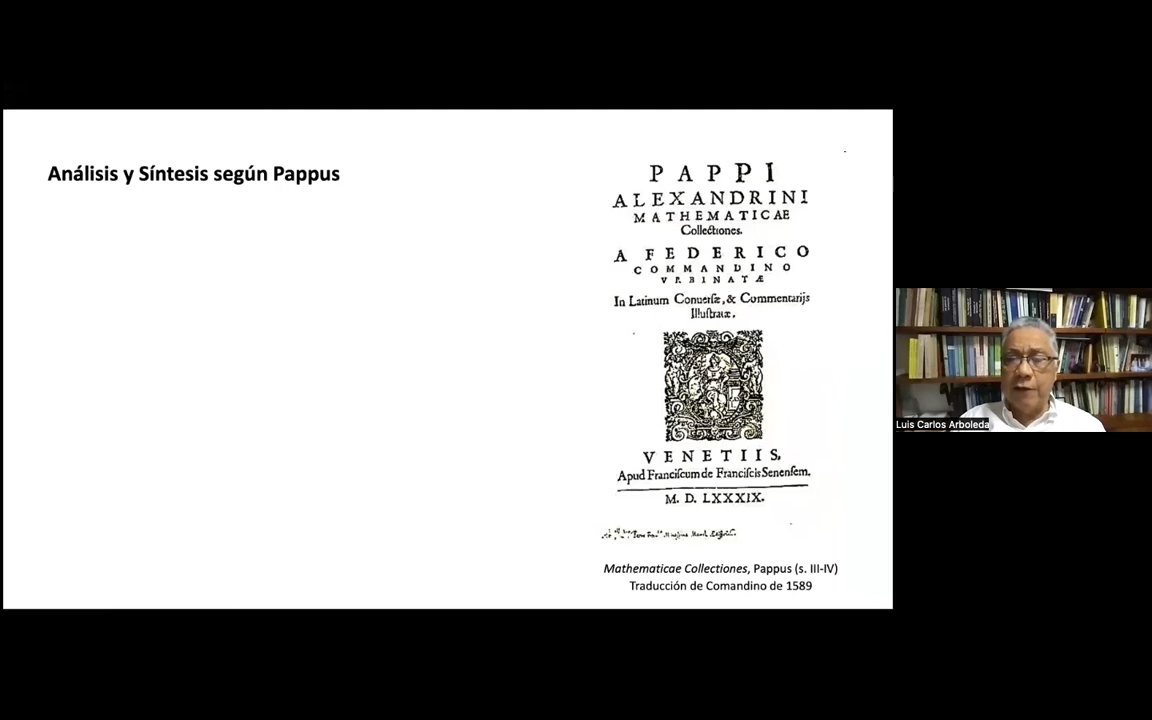 Análisis y Síntesis según Pappus
PAPPI
ALEXANDRINI
MATHEMATICAE
Collectiones.
A FEDERICO
COMMANDINO
VRBINATÆ
In Latinum Conuersæ, & Commentarijs
Illustratæ.
VENETIIS,
Apud Franciscum de Franciscis Senensem.
M. D. LXXXIX.
Mathematicae Collectiones, Pappus (s. III-IV)
Traducción de Comandino de 1589
Luis Carlos Arboleda